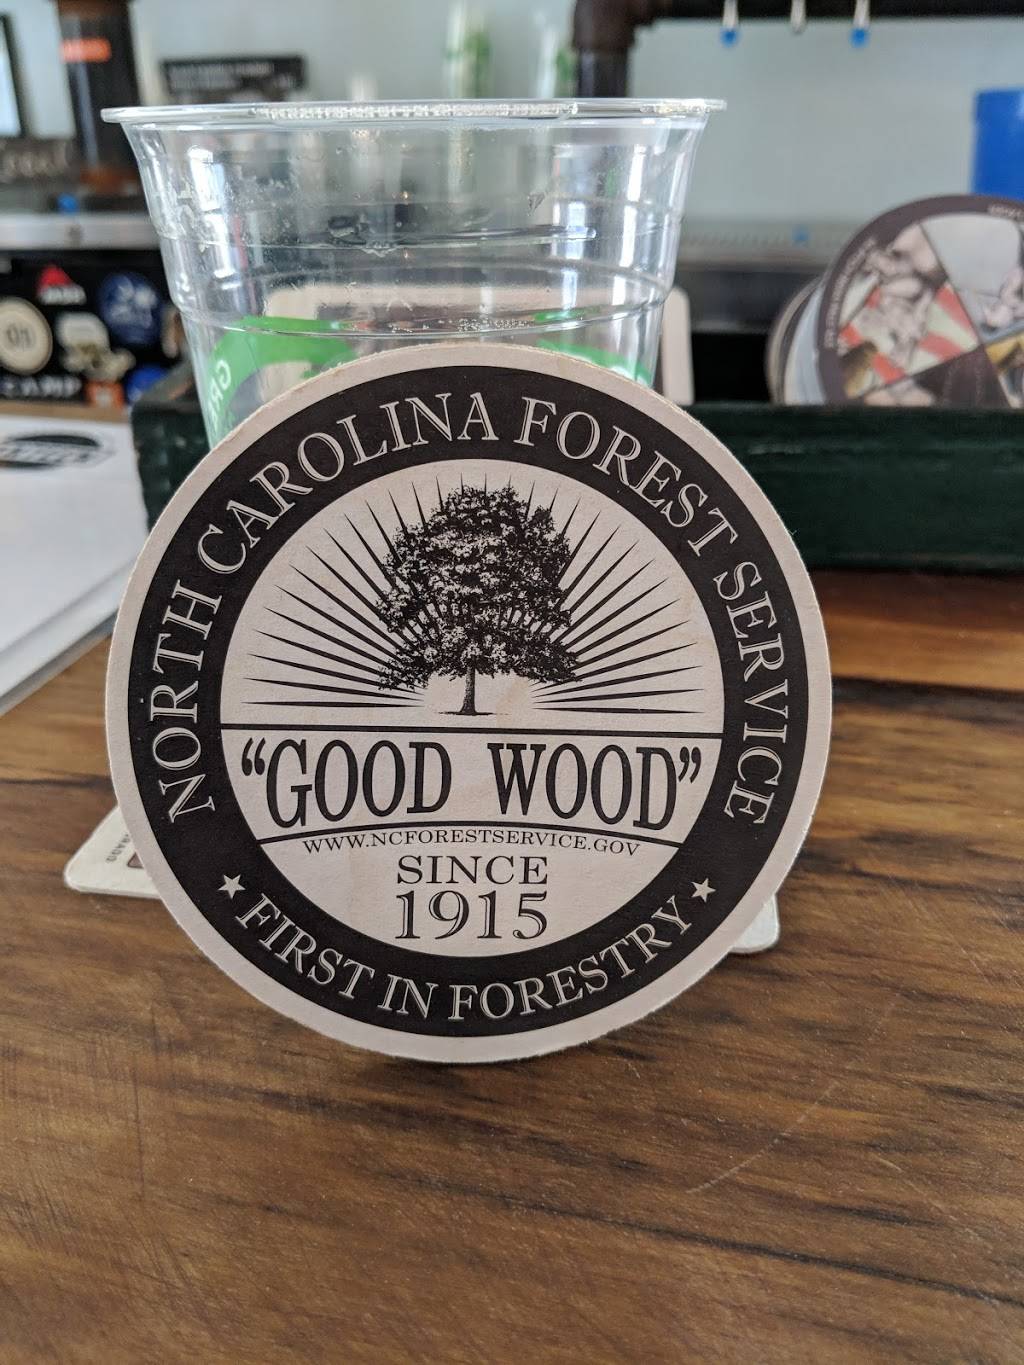 NORTH CAROLINA FOREST SERVICE
"GOOD WOOD"
WWW.NCFORESTSERVICE.GOV
SINCE
1915
★ FIRST IN FORESTRY ★